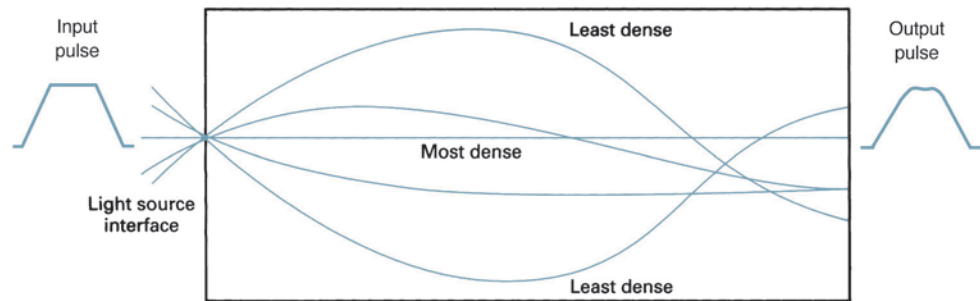 Input
pulse
Least dense
Output
pulse
Most dense
Light source
interface
Least dense